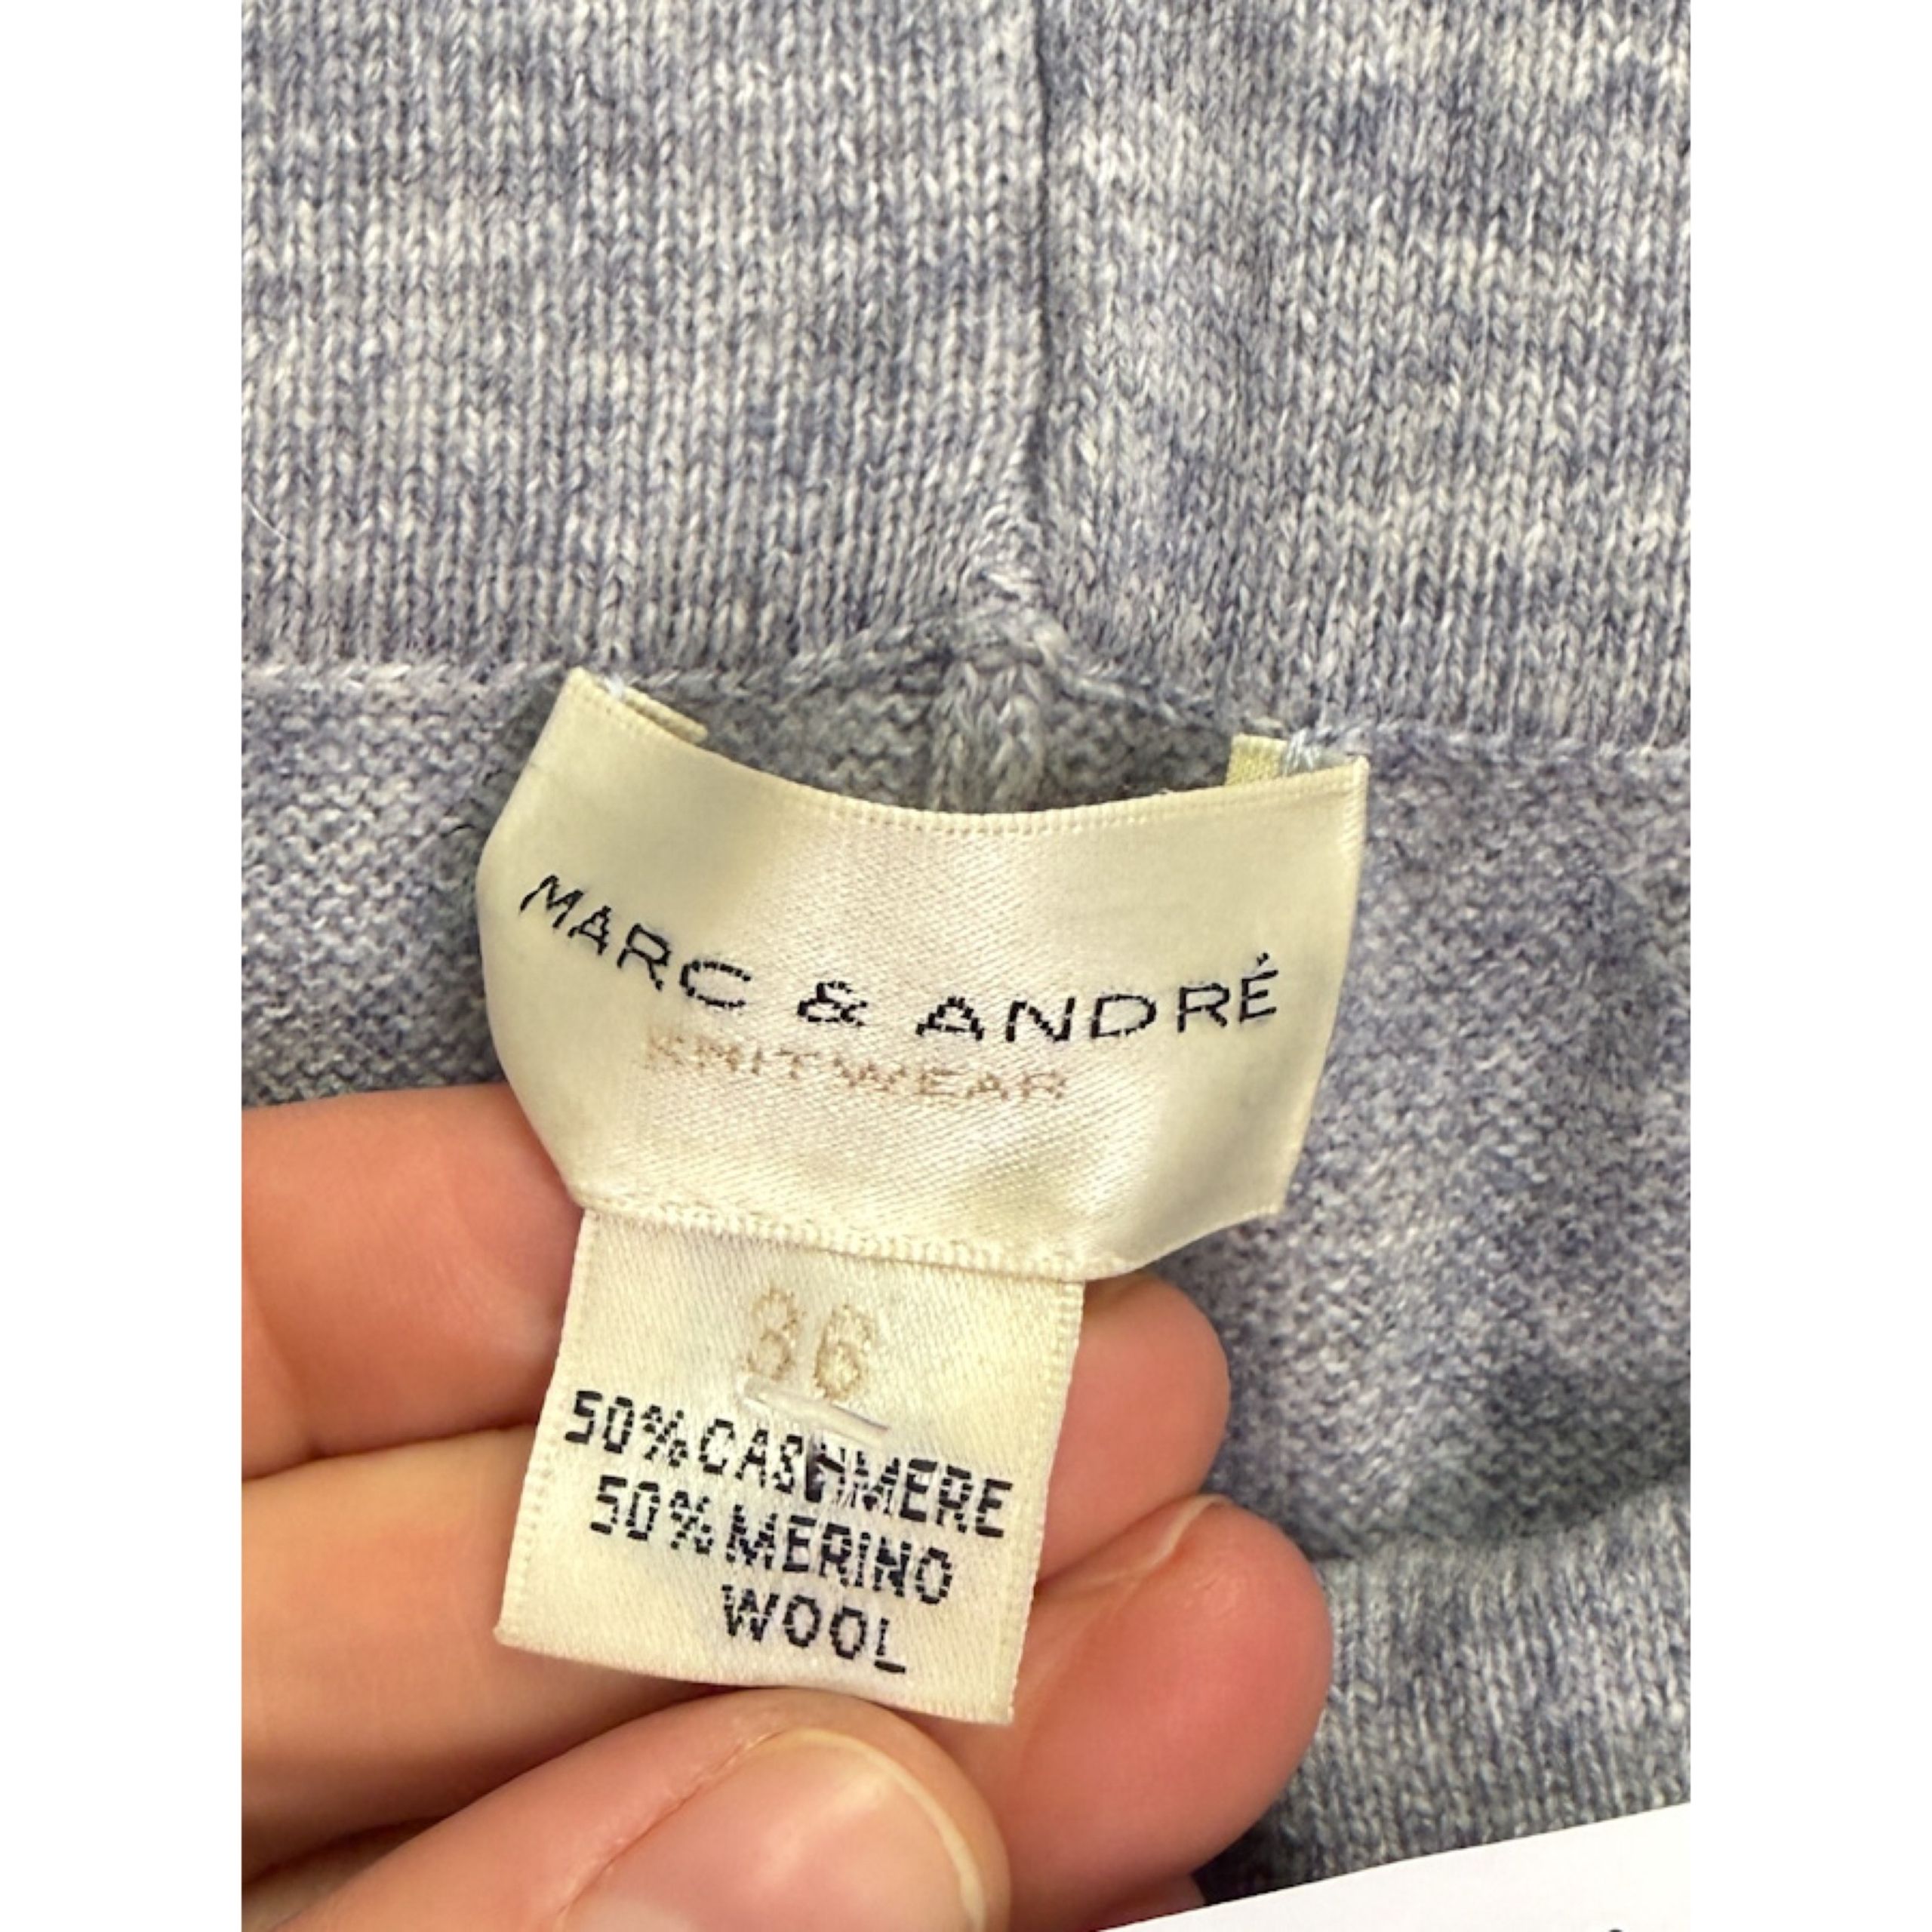 MARC & ANDRÉ
KNITWEAR
36
50%CASHMERE
50%MERINO
WOOL